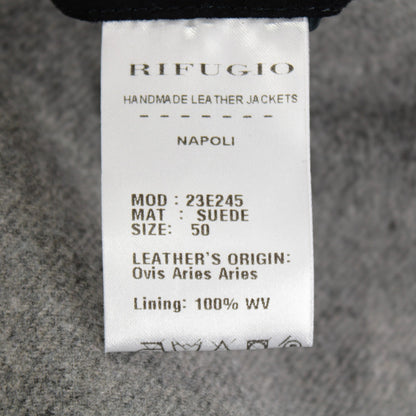 RIFUGIO
HANDMADE LEATHER JACKETS
- - - - - - -
NAPOLI
MOD : 23E245
MAT : SUEDE
SIZE: 50
LEATHER'S ORIGIN:
Ovis Aries Aries
Lining: 100% WV